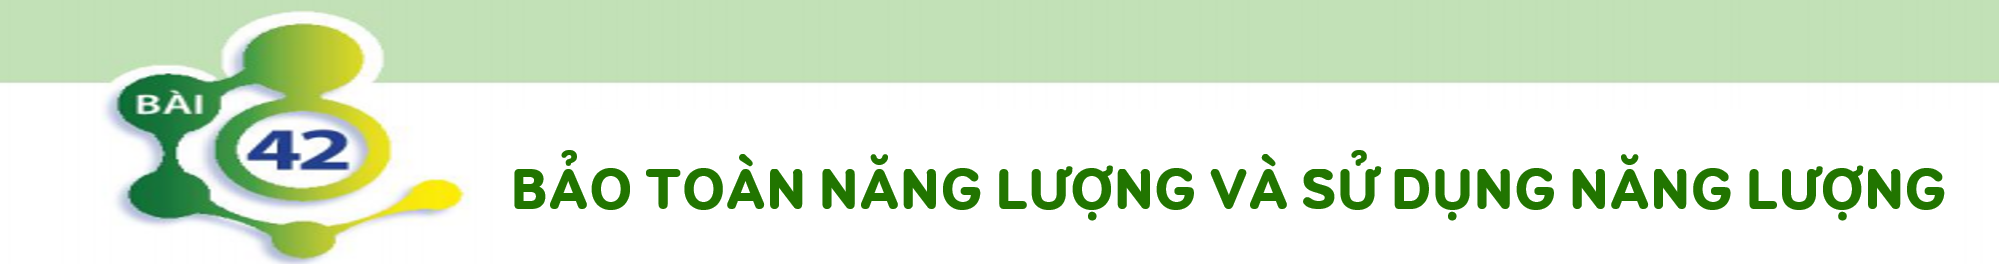 BÀI
42
BẢO TOÀN NĂNG LƯỢNG VÀ SỬ DỤNG NĂNG LƯỢNG